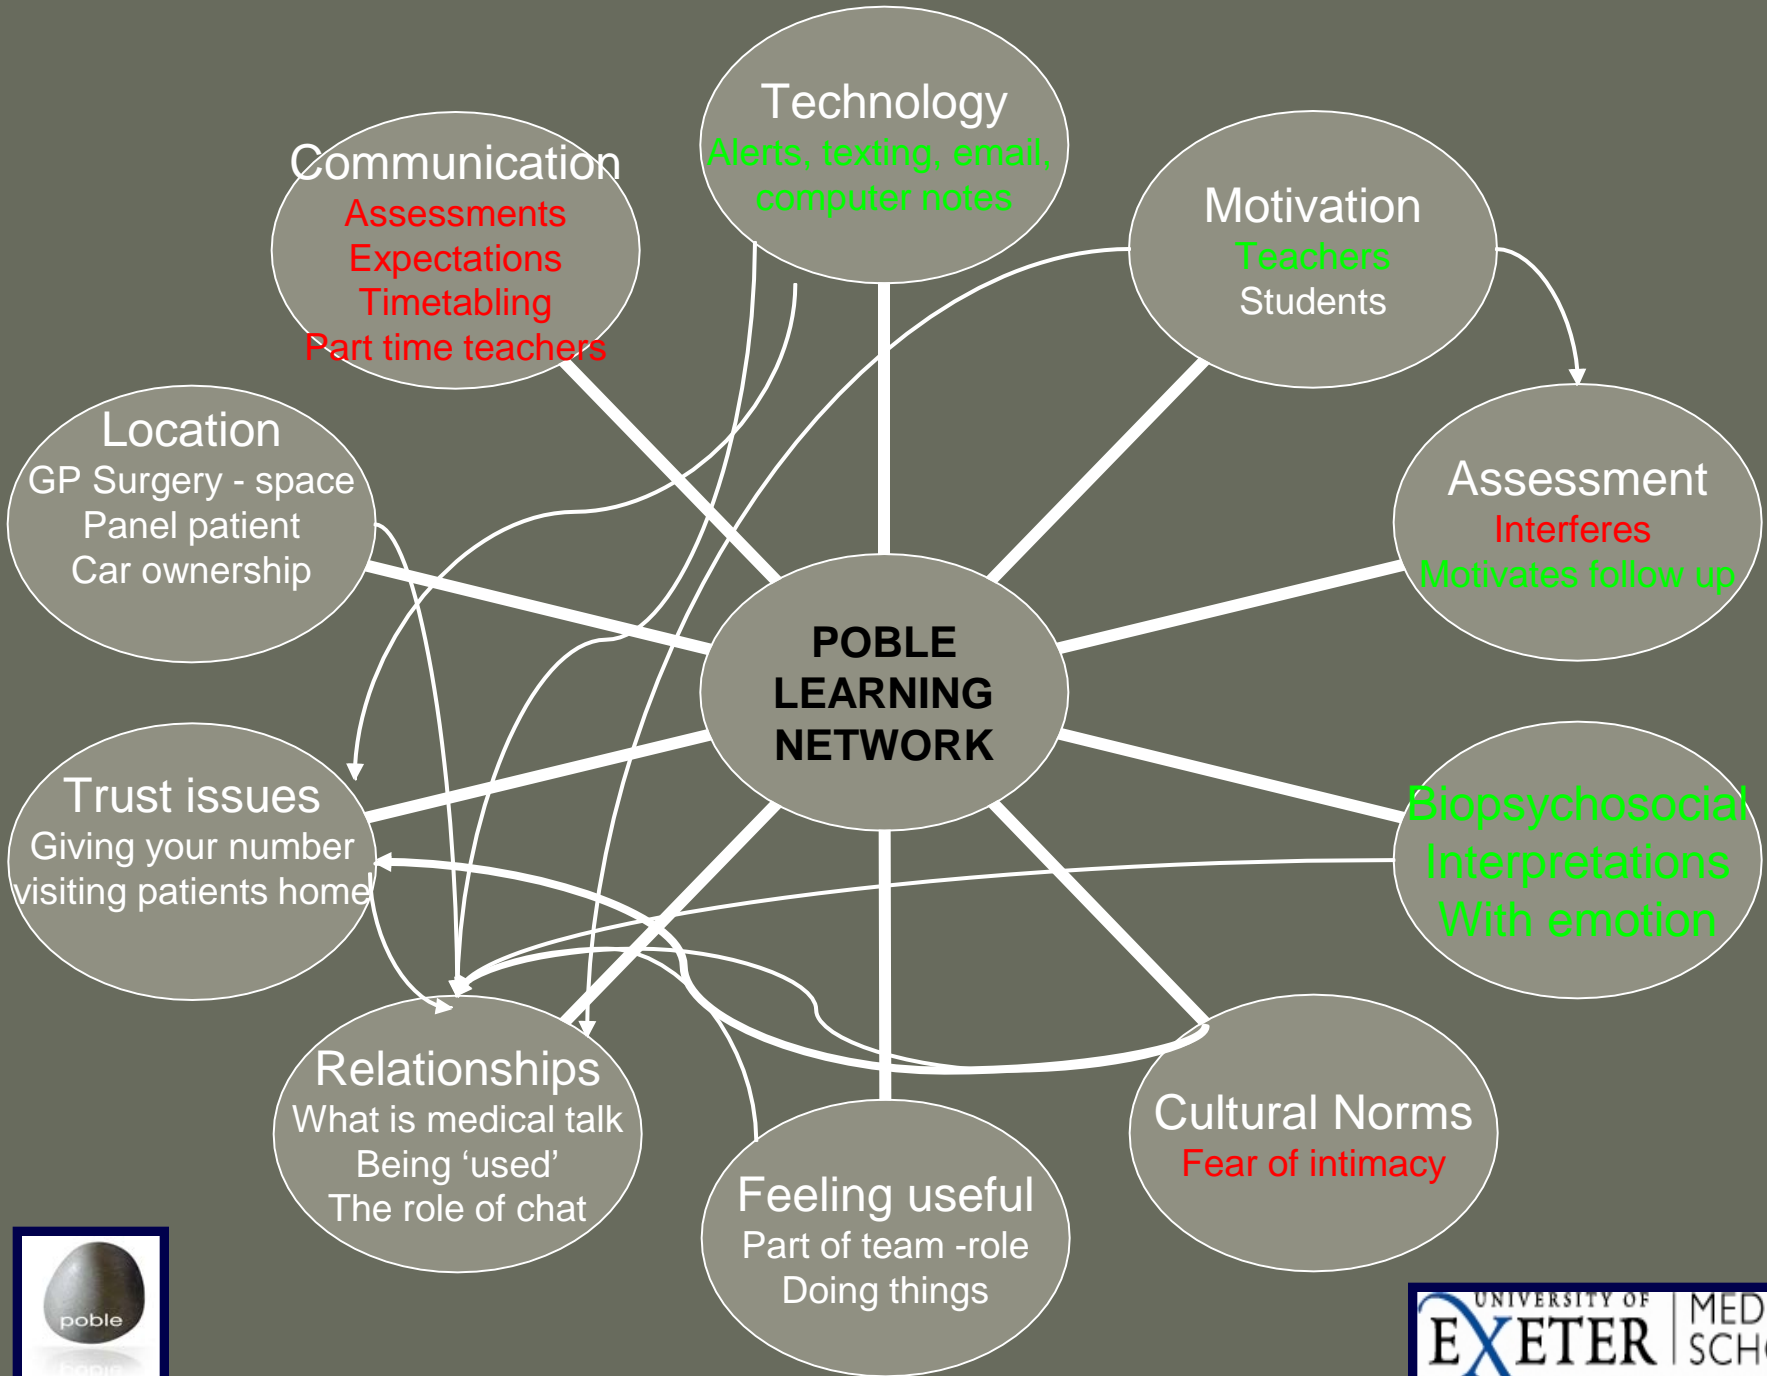 Technology
Alerts, texting, email,
computer notes
Communication
Assessments
Expectations
Timetabling
Part time teachers
Motivation
Teachers
Students
Location
GP Surgery - space
Panel patient
Car ownership
Assessment
Interferes
Motivates follow up
POBLE
LEARNING
NETWORK
Trust issues
Giving your number
visiting patients home
Biopsychosocial
Interpretations
With emotion
Relationships
What is medical talk
Being ‘used’
The role of chat
Feeling useful
Part of team -role
Doing things
Cultural Norms
Fear of intimacy
poble
UNIVERSITY OF
EXETER